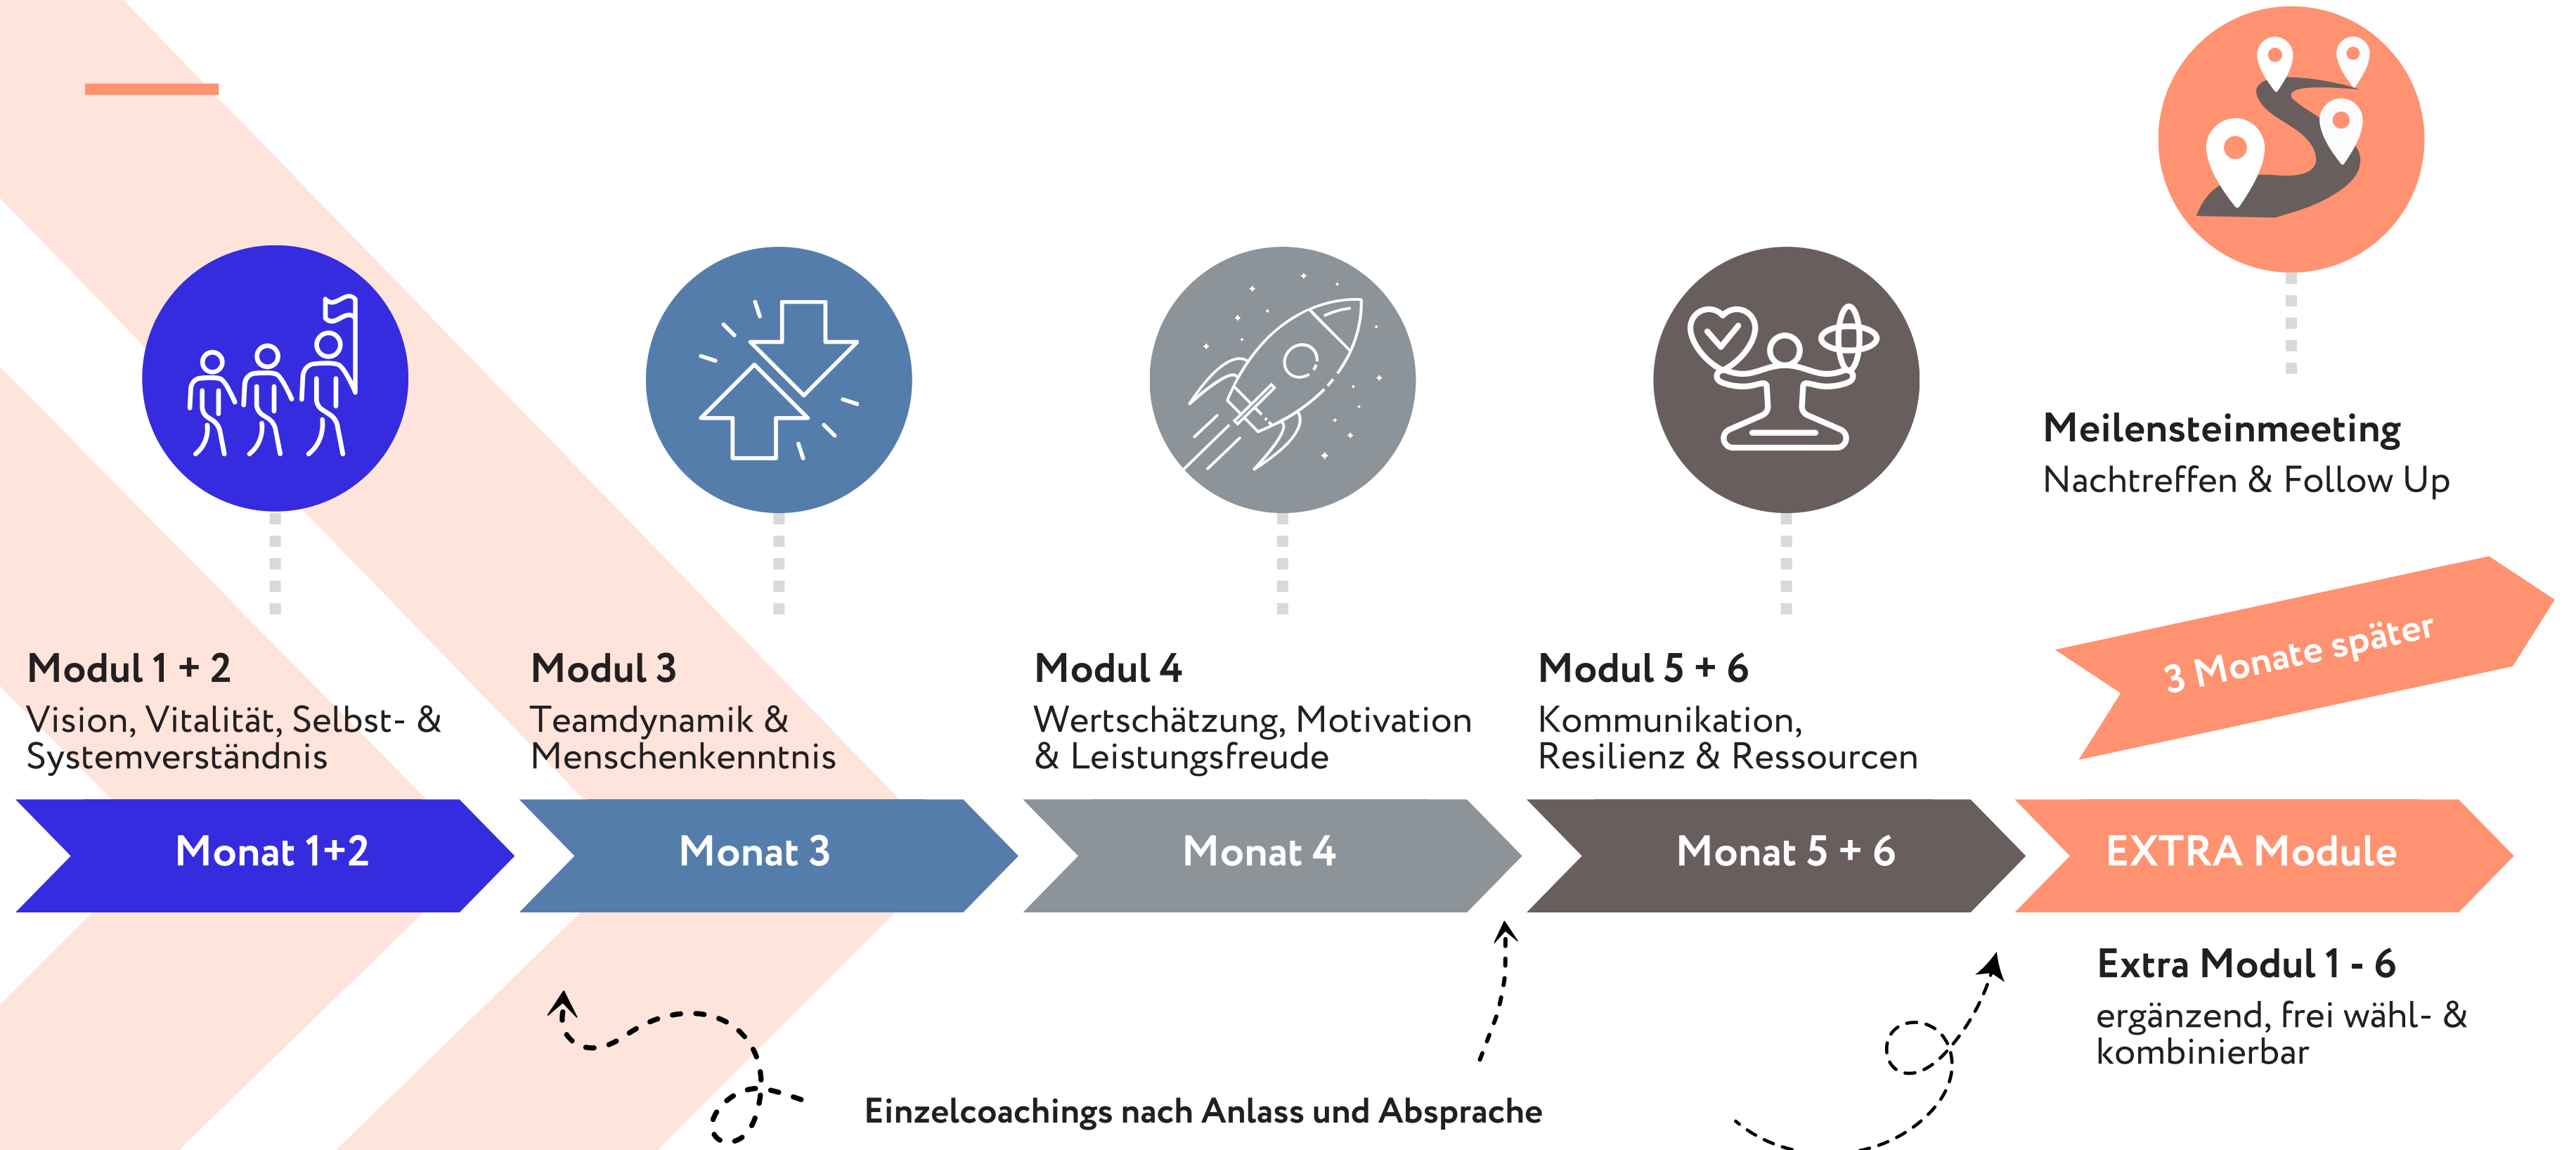 Meilensteinmeeting
Nachtreffen & Follow Up
3 Monate später
Modul 1 + 2
Vision, Vitalität, Selbst- &
Systemverständnis
Modul 3
Teamdynamik &
Menschenkenntnis
Modul 4
Wertschätzung, Motivation
& Leistungsfreude
Modul 5 + 6
Kommunikation,
Resilienz & Ressourcen
Monat 1+2
Monat 3
Monat 4
Monat 5 + 6
EXTRA Module
Extra Modul 1 - 6
ergänzend, frei wähl- &
kombinierbar
Einzelcoachings nach Anlass und Absprache